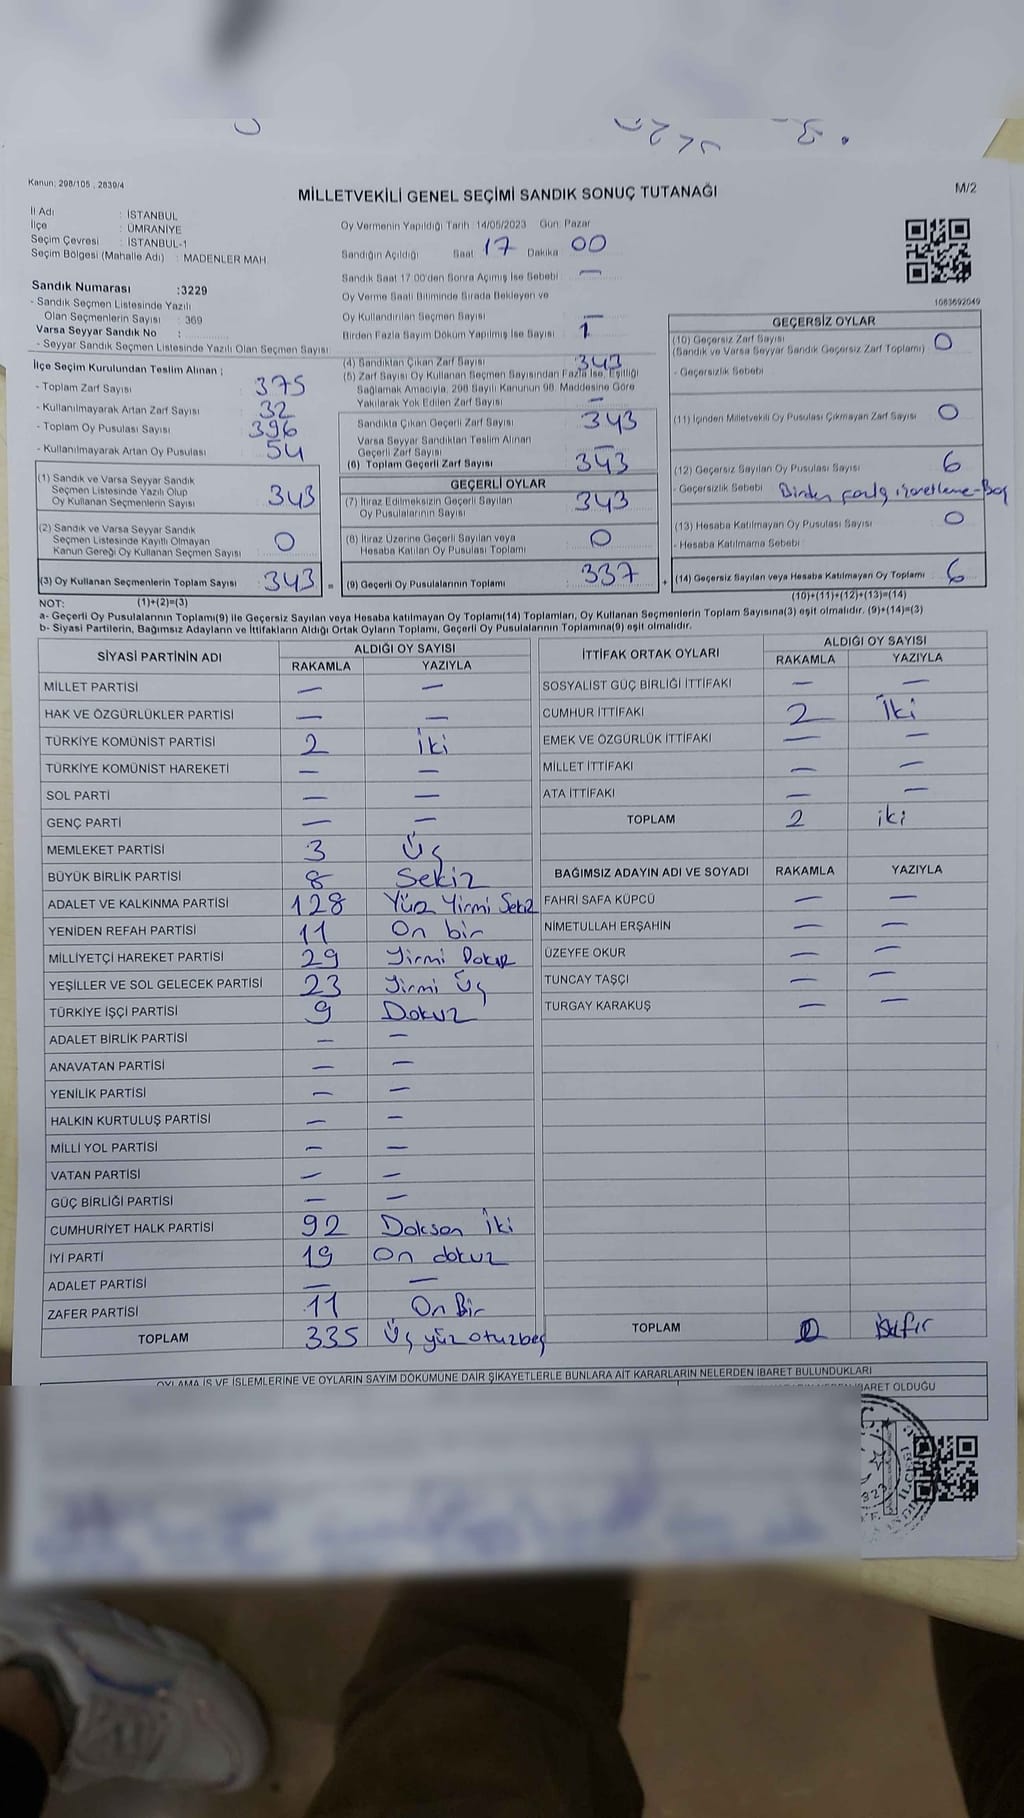 Kanun: 298/105 , 2839/4
MİLLETVEKİLİ GENEL SEÇİMİ SANDIK SONUÇ TUTANAĞI
M/2
İl Adı : İSTANBUL
İlçe : ÜMRANİYE
Seçim Çevresi : İSTANBUL-1
Seçim Bölgesi (Mahalle Adı) : MADENLER MAH.
Oy Vermenin Yapıldığı Tarih : 14/05/2023 Gün: Pazar
Sandığın Açıldığı Saat 17 Dakika 00
Sandık Saat 17:00'den Sonra Açımış İse Sebebi : —
Oy Verme Saati Bitiminde Sırada Bekleyen ve
Oy Kullandırılan Seçmen Sayısı : —
Birden Fazla Sayım Döküm Yapılmış İse Sayısı 1
1063692049
Sandık Numarası :3229
- Sandık Seçmen Listesinde Yazılı
Olan Seçmenlerin Sayısı : 369
Varsa Seyyar Sandık No :
- Seyyar Sandık Seçmen Listesinde Yazılı Olan Seçmen Sayısı:
İlçe Seçim Kurulundan Teslim Alınan ;
- Toplam Zarf Sayısı 375
- Kullanılmayarak Artan Zarf Sayısı 32
- Toplam Oy Pusulası Sayısı 396
- Kullanılmayarak Artan Oy Pusulası 54
(1) Sandık ve Varsa Seyyar Sandık
Seçmen Listesinde Yazılı Olup
Oy Kullanan Seçmenlerin Sayısı 343
(2) Sandık ve Varsa Seyyar Sandık
Seçmen Listesinde Kayıtlı Olmayan
Kanun Gereği Oy Kullanan Seçmen Sayısı 0
(3) Oy Kullanan Seçmenlerin Toplam Sayısı 343 =
(4) Sandıktan Çıkan Zarf Sayısı 343
(5) Zarf Sayısı Oy Kullanan Seçmen Sayısından Fazla İse, Eşitliği
Sağlamak Amacıyla, 298 Sayılı Kanunun 98. Maddesine Göre
Yakılarak Yok Edilen Zarf Sayısı —
Sandıkta Çıkan Geçerli Zarf Sayısı 343
Varsa Seyyar Sandıktan Teslim Alınan
Geçerli Zarf Sayısı —
(6) Toplam Geçerli Zarf Sayısı 343
GEÇERLİ OYLAR
(7) İtiraz Edilmeksizin Geçerli Sayılan
Oy Pusulalarının Sayısı 343
(8) İtiraz Üzerine Geçerli Sayılan veya
Hesaba Katılan Oy Pusulası Toplamı 0
(9) Geçerli Oy Pusulalarının Toplamı 337 +
GEÇERSİZ OYLAR
(10) Geçersiz Zarf Sayısı 0
(Sandık ve Varsa Seyyar Sandık Geçersiz Zarf Toplamı)
- Geçersizlik Sebebi
(11) İçinden Milletvekili Oy Pusulası Çıkmayan Zarf Sayısı 0
(12) Geçersiz Sayılan Oy Pusulası Sayısı 6
- Geçersizlik Sebebi Birden fazla işaretleme-Boş
(13) Hesaba Katılmayan Oy Pusulası Sayısı 0
- Hesaba Katılmama Sebebi
(14) Geçersiz Sayılan veya Hesaba Katılmayan Oy Toplamı 6
NOT: (1)+(2)=(3)
(10)+(11)+(12)+(13)=(14)
a- Geçerli Oy Pusulalarının Toplamı(9) ile Geçersiz Sayılan veya Hesaba katılmayan Oy Toplamı(14) Toplamları, Oy Kullanan Seçmenlerin Toplam Sayısına(3) eşit olmalıdır. (9)+(14)=(3)
b- Siyasi Partilerin, Bağımsız Adayların ve İttifakların Aldığı Ortak Oyların Toplamı, Geçerli Oy Pusulalarının Toplamına(9) eşit olmalıdır.
SİYASİ PARTİNİN ADI ALDIĞI OY SAYISI
RAKAMLA YAZIYLA
MİLLET PARTİSİ — —
HAK VE ÖZGÜRLÜKLER PARTİSİ — —
TÜRKİYE KOMÜNİST PARTİSİ 2 İki
TÜRKİYE KOMÜNİST HAREKETİ — —
SOL PARTİ — —
GENÇ PARTİ — —
MEMLEKET PARTİSİ 3 Üç
BÜYÜK BİRLİK PARTİSİ 8 Sekiz
ADALET VE KALKINMA PARTİSİ 128 Yüz Yirmi Sekiz
YENİDEN REFAH PARTİSİ 11 On bir
MİLLİYETÇİ HAREKET PARTİSİ 29 Yirmi Dokuz
YEŞİLLER VE SOL GELECEK PARTİSİ 23 Yirmi Üç
TÜRKİYE İŞÇİ PARTİSİ 9 Dokuz
ADALET BİRLİK PARTİSİ — —
ANAVATAN PARTİSİ — —
YENİLİK PARTİSİ — —
HALKIN KURTULUŞ PARTİSİ — —
MİLLİ YOL PARTİSİ — —
VATAN PARTİSİ — —
GÜÇ BİRLİĞİ PARTİSİ — —
CUMHURİYET HALK PARTİSİ 92 Doksan İki
İYİ PARTİ 19 On dokuz
ADALET PARTİSİ — —
ZAFER PARTİSİ 11 On Bir
TOPLAM 335 Üç yüz otuzbeş
İTTİFAK ORTAK OYLARI ALDIĞI OY SAYISI
RAKAMLA YAZIYLA
SOSYALİST GÜÇ BİRLİĞİ İTTİFAKI — —
CUMHUR İTTİFAKI 2 İki
EMEK VE ÖZGÜRLÜK İTTİFAKI — —
MİLLET İTTİFAKI — —
ATA İTTİFAKI — —
TOPLAM 2 iki
BAĞIMSIZ ADAYIN ADI VE SOYADI RAKAMLA YAZIYLA
FAHRİ SAFA KÜPCÜ — —
NİMETULLAH ERŞAHİN — —
ÜZEYFE OKUR — —
TUNCAY TAŞÇI — —
TURGAY KARAKUŞ — —
TOPLAM 0 Sıfır
OYLAMA İŞ VE İŞLEMLERİNE VE OYLARIN SAYIM DÖKÜMÜNE DAİR ŞİKAYETLERLE BUNLARA AİT KARARLARIN NELERDEN İBARET BULUNDUKLARI
İBARET OLDUĞU